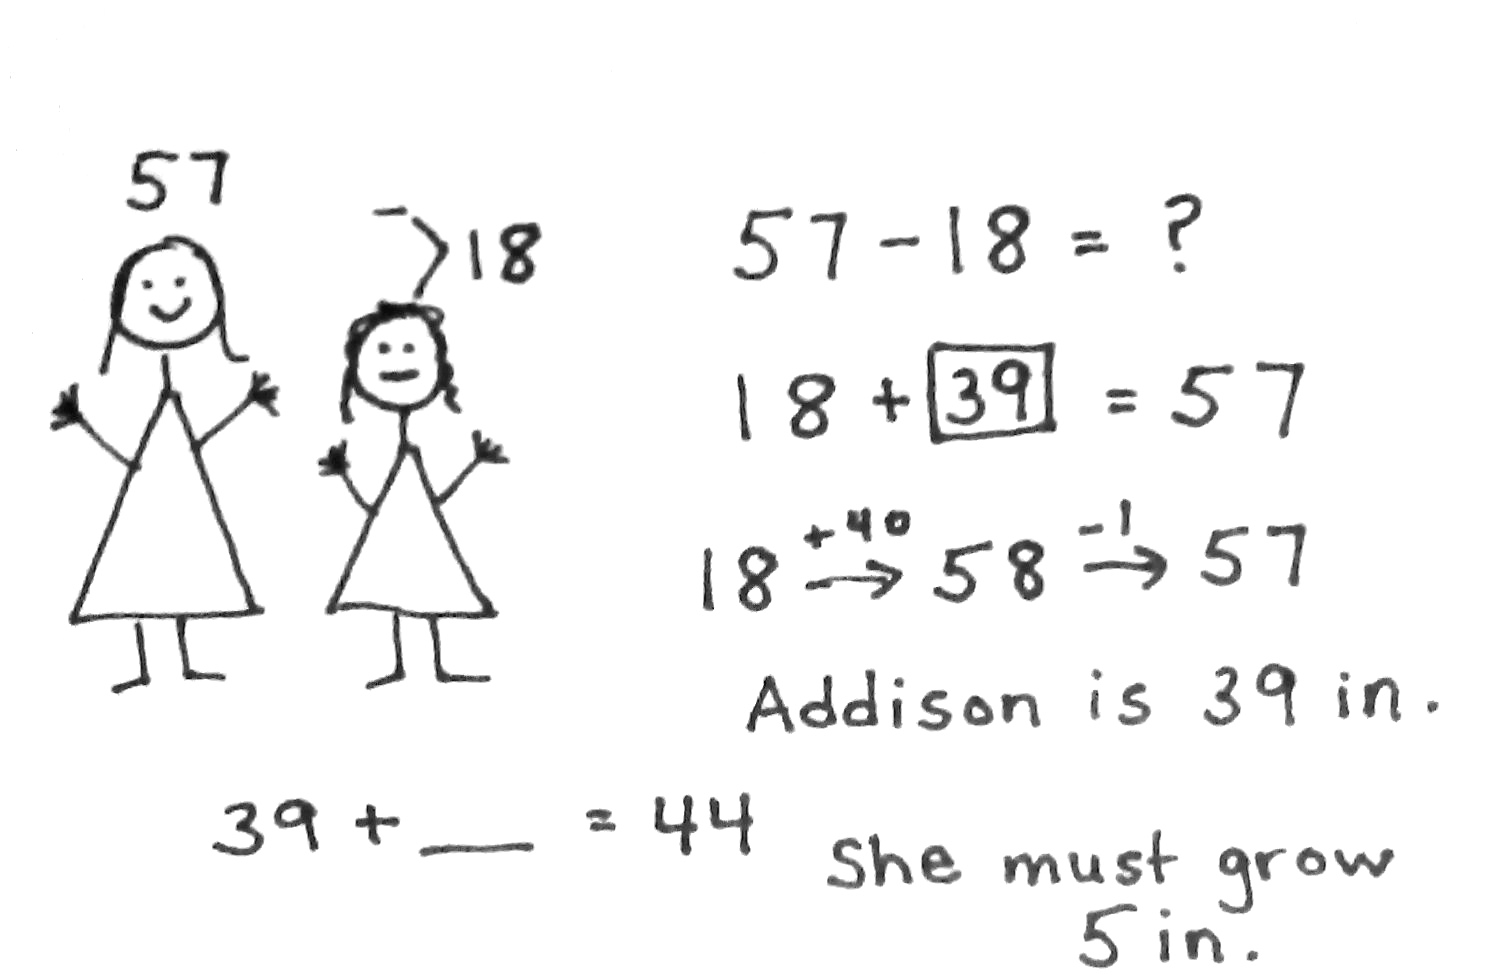 57
18
57 - 18 = ?
18 + 39 = 57
18 +40 → 58 -1 → 57
Addison is 39 in.
39 + __ = 44
She must grow
5 in.